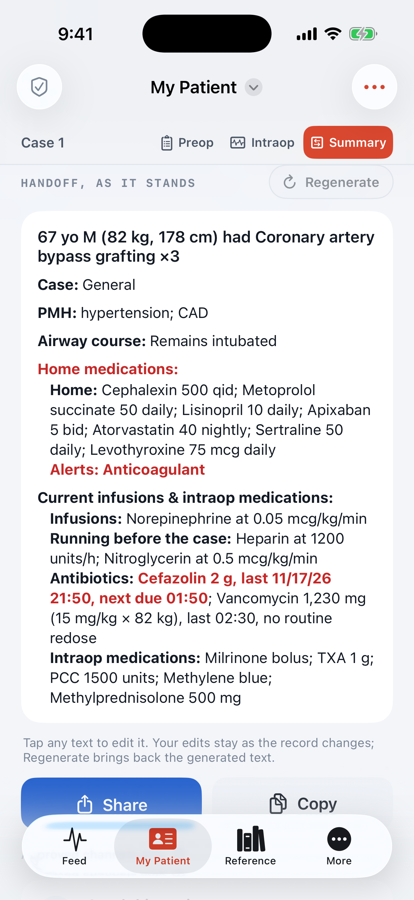 9:41
My Patient
Case 1
Preop
Intraop
Summary
HANDOFF, AS IT STANDS
Regenerate
67 yo M (82 kg, 178 cm) had Coronary artery
bypass grafting ×3
Case: General
PMH: hypertension; CAD
Airway course: Remains intubated
Home medications:
Home: Cephalexin 500 qid; Metoprolol
succinate 50 daily; Lisinopril 10 daily; Apixaban
5 bid; Atorvastatin 40 nightly; Sertraline 50
daily; Levothyroxine 75 mcg daily
Alerts: Anticoagulant
Current infusions & intraop medications:
Infusions: Norepinephrine at 0.05 mcg/kg/min
Running before the case: Heparin at 1200
units/h; Nitroglycerin at 0.5 mcg/kg/min
Antibiotics: Cefazolin 2 g, last 11/17/26
21:50, next due 01:50; Vancomycin 1,230 mg
(15 mg/kg × 82 kg), last 02:30, no routine
redose
Intraop medications: Milrinone bolus; TXA 1 g;
PCC 1500 units; Methylene blue;
Methylprednisolone 500 mg
Tap any text to edit it. Your edits stay as the record changes;
Regenerate brings back the generated text.
Share
Copy
Feed
My Patient
Reference
More